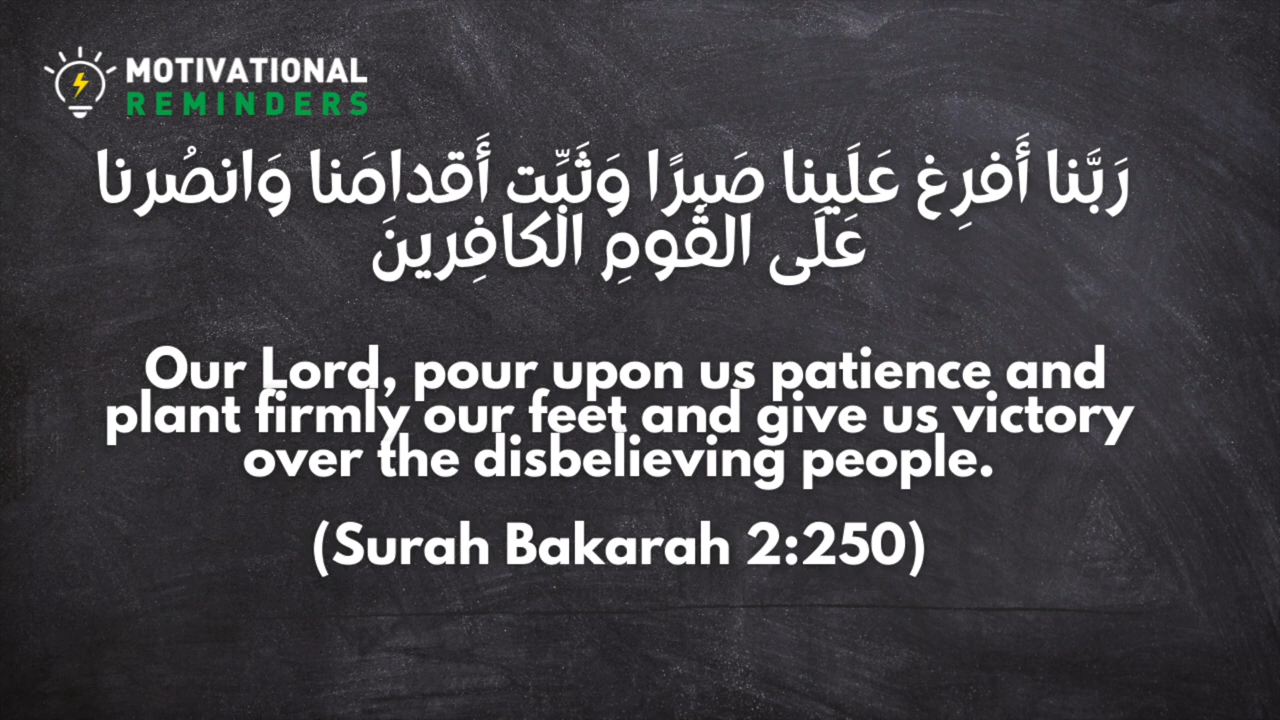 MOTIVATIONAL
REMINDERS
رَبَّنا أَفرِغ عَلَينا صَبرًا وَثَبِّت أَقدامَنا وَانصُرنا
عَلَى القَومِ الكافِرينَ
Our Lord, pour upon us patience and
plant firmly our feet and give us victory
over the disbelieving people.
(Surah Bakarah 2:250)